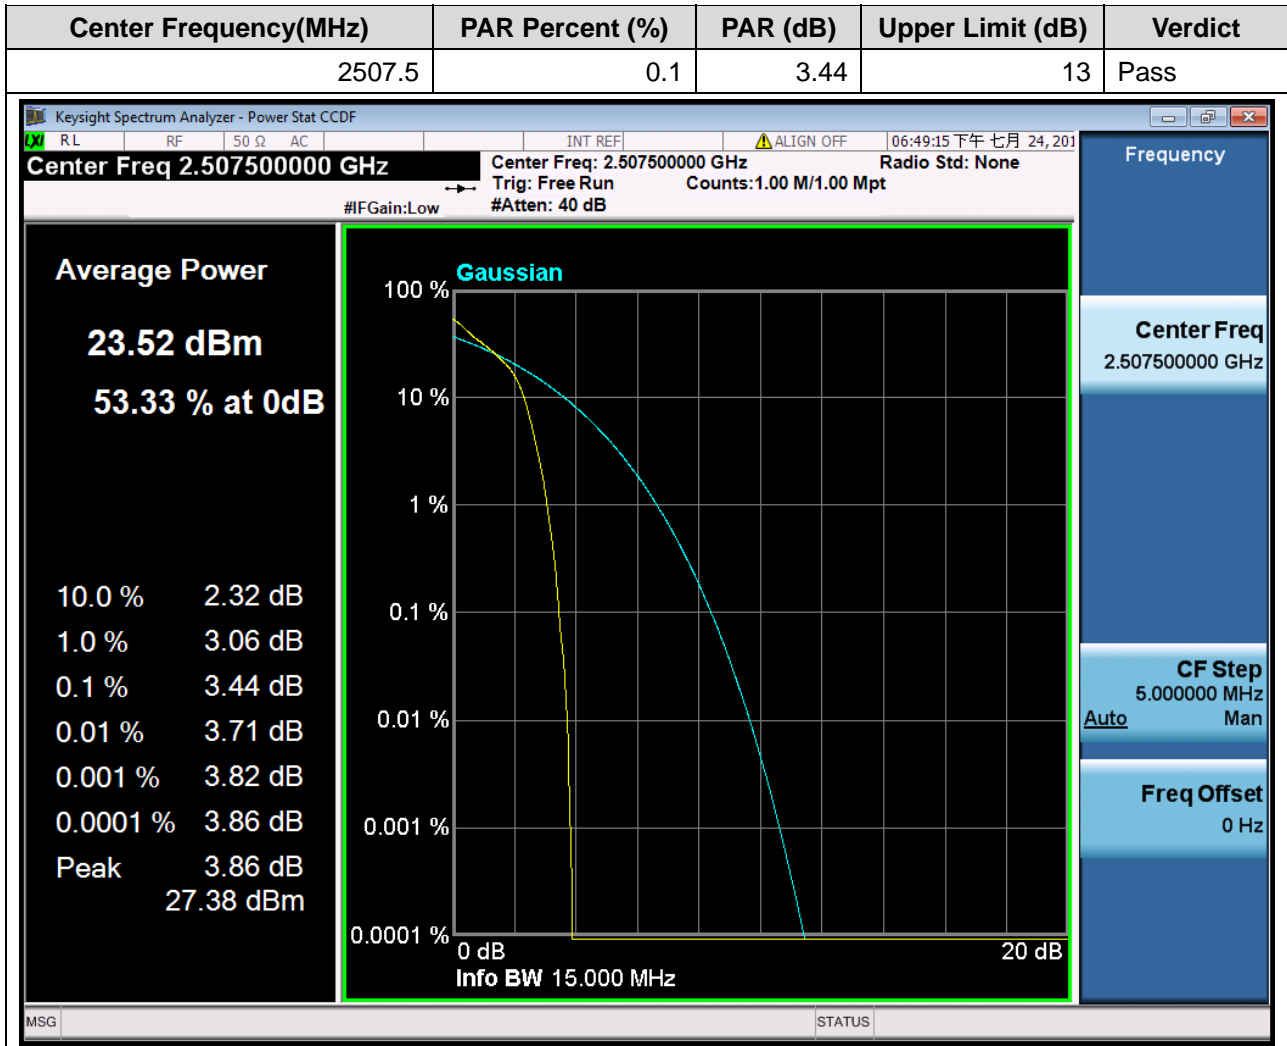 Center Frequency(MHz) PAR Percent (%) PAR (dB) Upper Limit (dB) Verdict
2507.5 0.1 3.44 13 Pass
Keysight Spectrum Analyzer - Power Stat CCDF
LXI RL RF 50 Ω AC INT REF ALIGN OFF 06:49:15 下午 七月 24, 201
Center Freq 2.507500000 GHz
#IFGain:Low
Center Freq: 2.507500000 GHz Radio Std: None
Trig: Free Run Counts:1.00 M/1.00 Mpt
#Atten: 40 dB
Average Power
23.52 dBm
53.33 % at 0dB
10.0 % 2.32 dB
1.0 % 3.06 dB
0.1 % 3.44 dB
0.01 % 3.71 dB
0.001 % 3.82 dB
0.0001 % 3.86 dB
Peak 3.86 dB
27.38 dBm
Gaussian
100 %
10 %
1 %
0.1 %
0.01 %
0.001 %
0.0001 %
0 dB 20 dB
Info BW 15.000 MHz
Frequency
Center Freq
2.507500000 GHz
CF Step
5.000000 MHz
Auto Man
Freq Offset
0 Hz
MSG STATUS